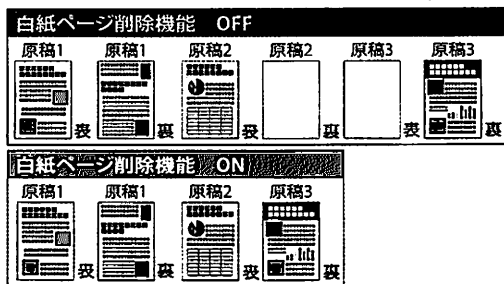 白紙ページ削除機能 OFF
原稿1 原稿1 原稿2 原稿2 原稿3 原稿3
表 裏 表 裏 表 裏
白紙ページ削除機能 ON
原稿1 原稿1 原稿2 原稿3
表 裏 表 裏